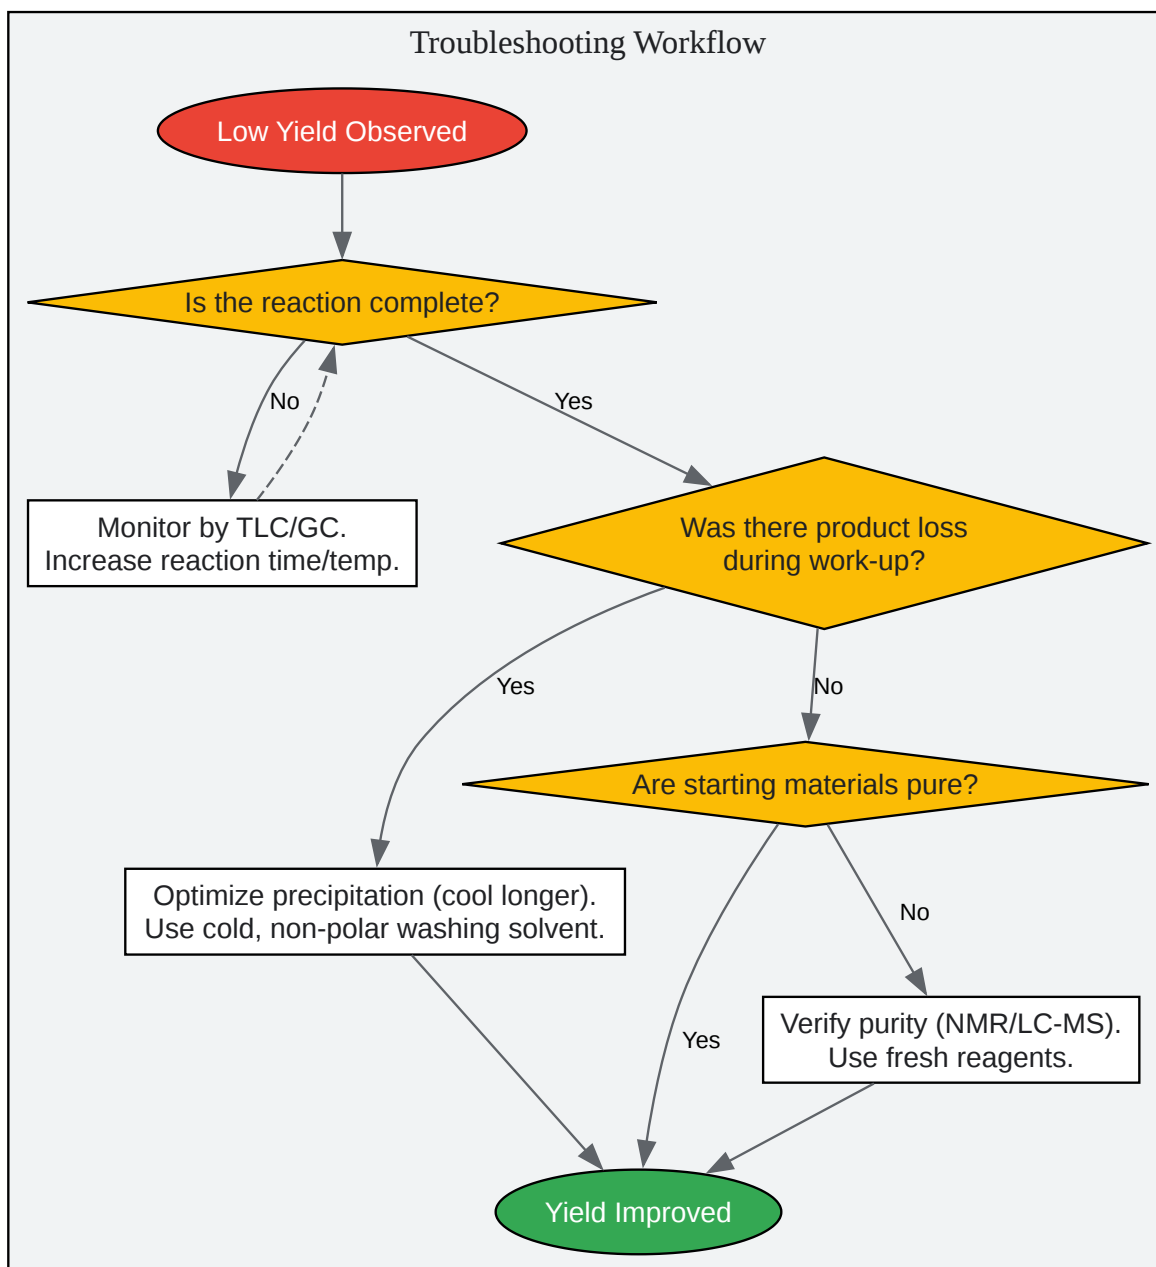 Troubleshooting Workflow
Low Yield Observed
Is the reaction complete?
No
Yes
Monitor by TLC/GC.
Increase reaction time/temp.
Was there product loss
during work-up?
Yes
No
Are starting materials pure?
Optimize precipitation (cool longer).
Use cold, non-polar washing solvent.
No
Yes
Verify purity (NMR/LC-MS).
Use fresh reagents.
Yield Improved